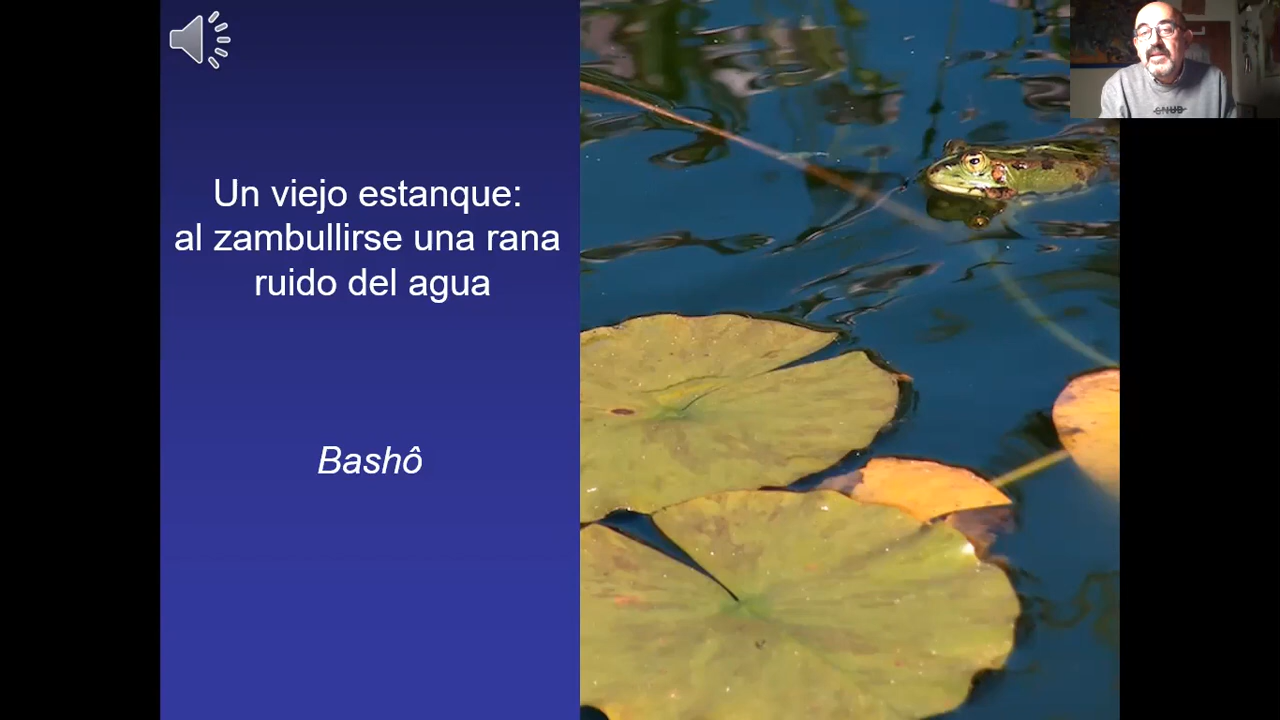 Un viejo estanque:
al zambullirse una rana
ruido del agua
Bashô